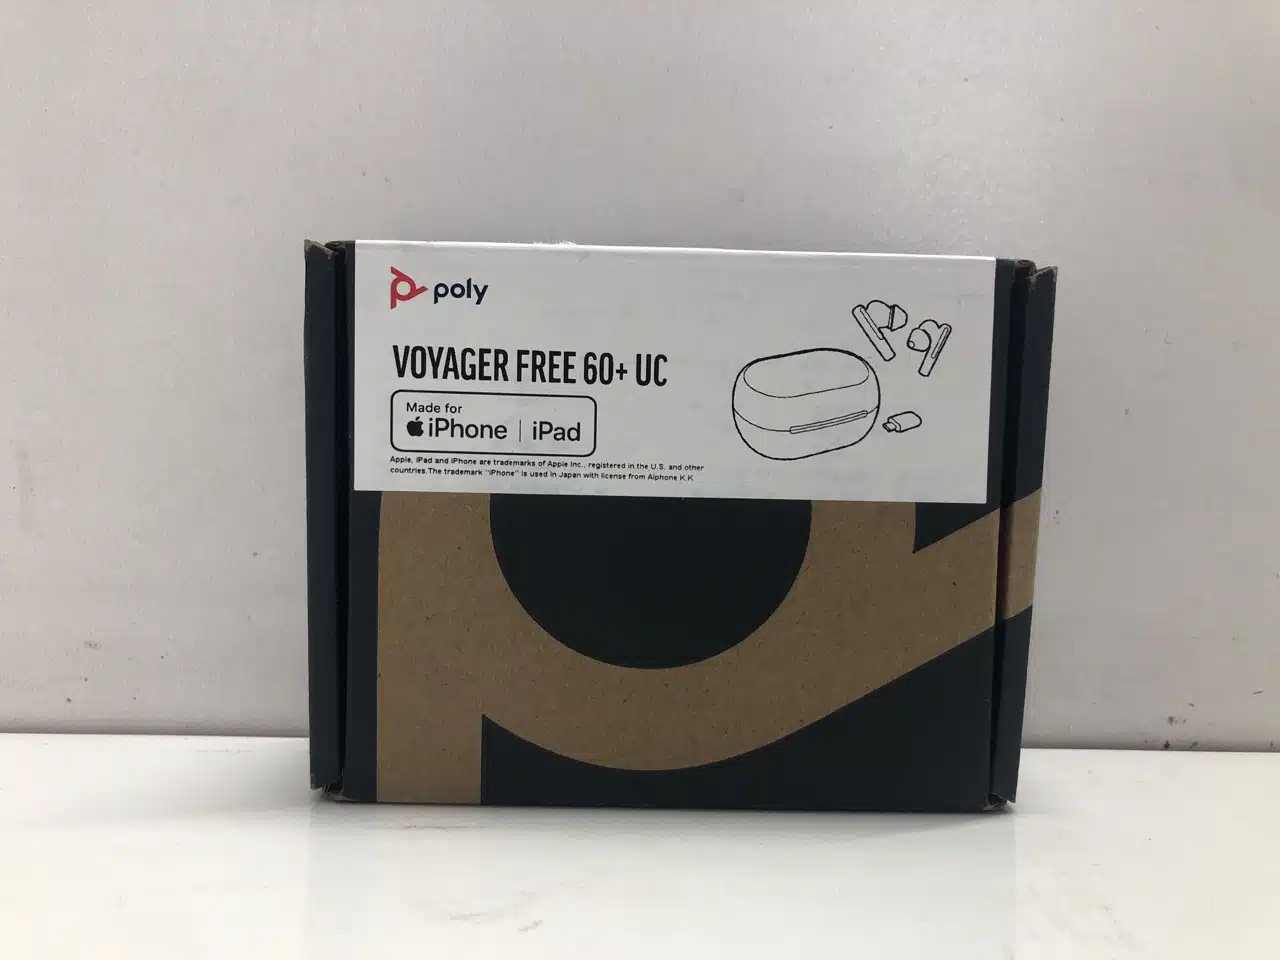 poly
VOYAGER FREE 60+ UC
Made for
iPhone | iPad
Apple, iPad and iPhone are trademarks of Apple Inc., registered in the U.S. and other
countries.The trademark "iPhone" is used in Japan with license from Aiphone K.K